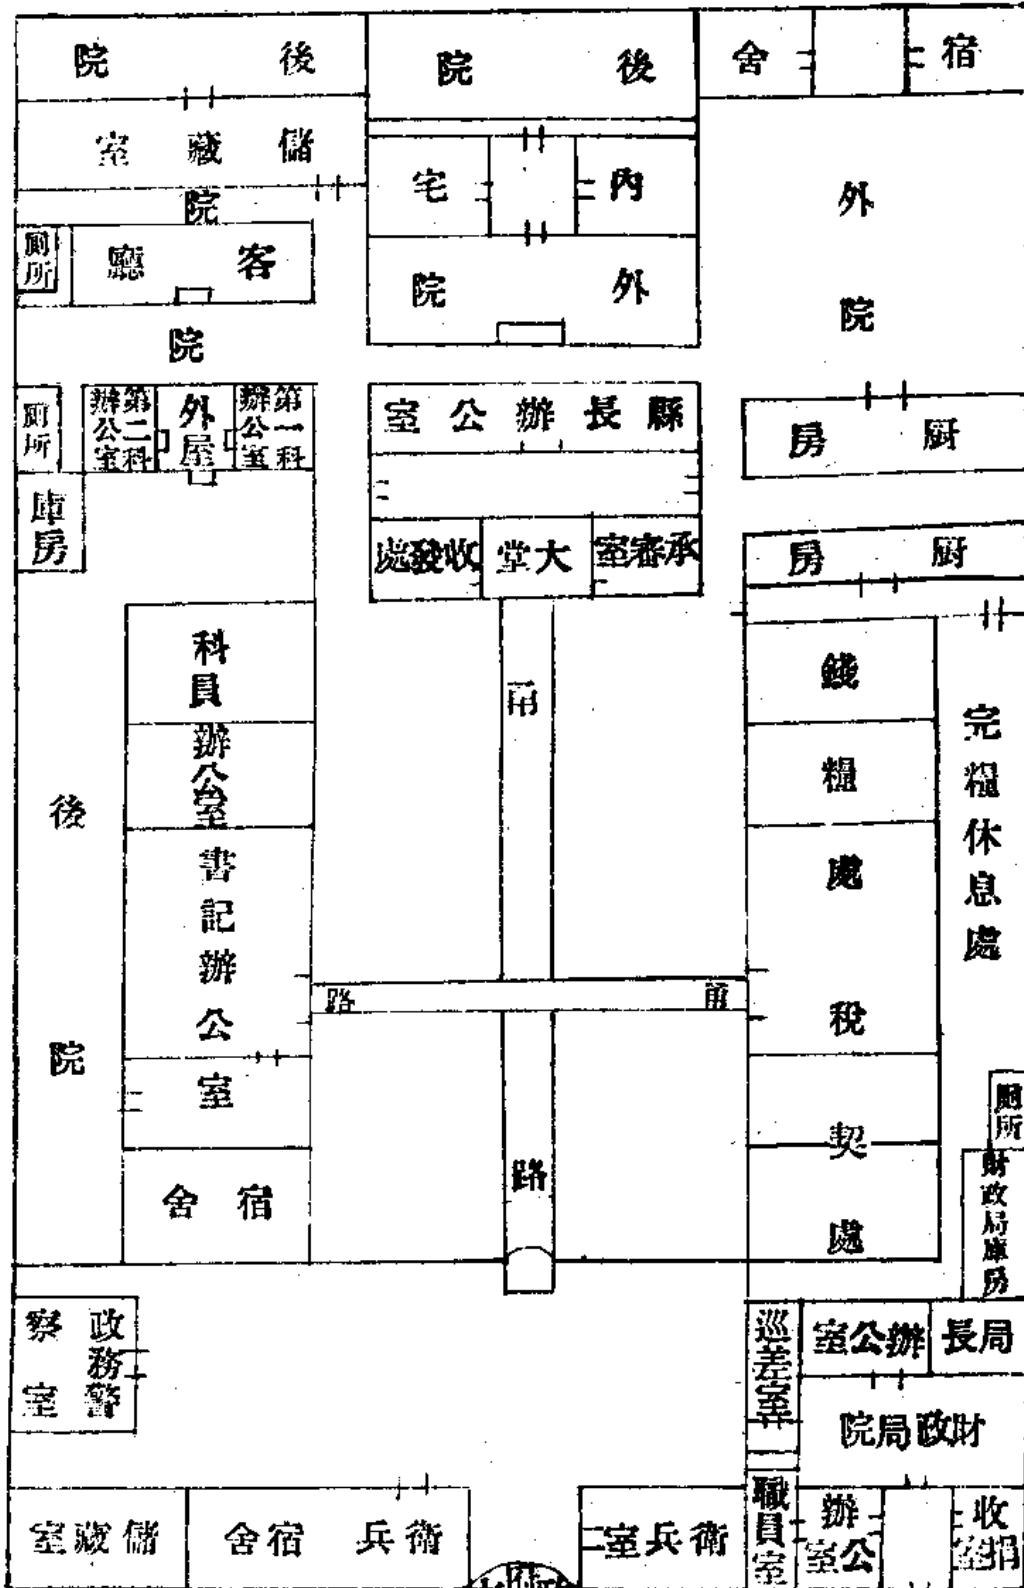 宿舍
後院
後院
儲藏室
內宅
外院
院
客廳
廁所
外院
院
第一科辦公室
外屋
第二科辦公室
廁所
縣長辦公室
廚房
庫房
承審室
大堂
收發處
廚房
科員辦公室
甬路
錢糧處
完糧休息處
書記辦公室
稅契處
後院
甬路
宿舍
廁所
財政局庫房
政務警察室
巡差室
局長辦公室
財政局院
職員室
收捐室
辦公室
衛兵室
衛兵宿舍
儲藏室